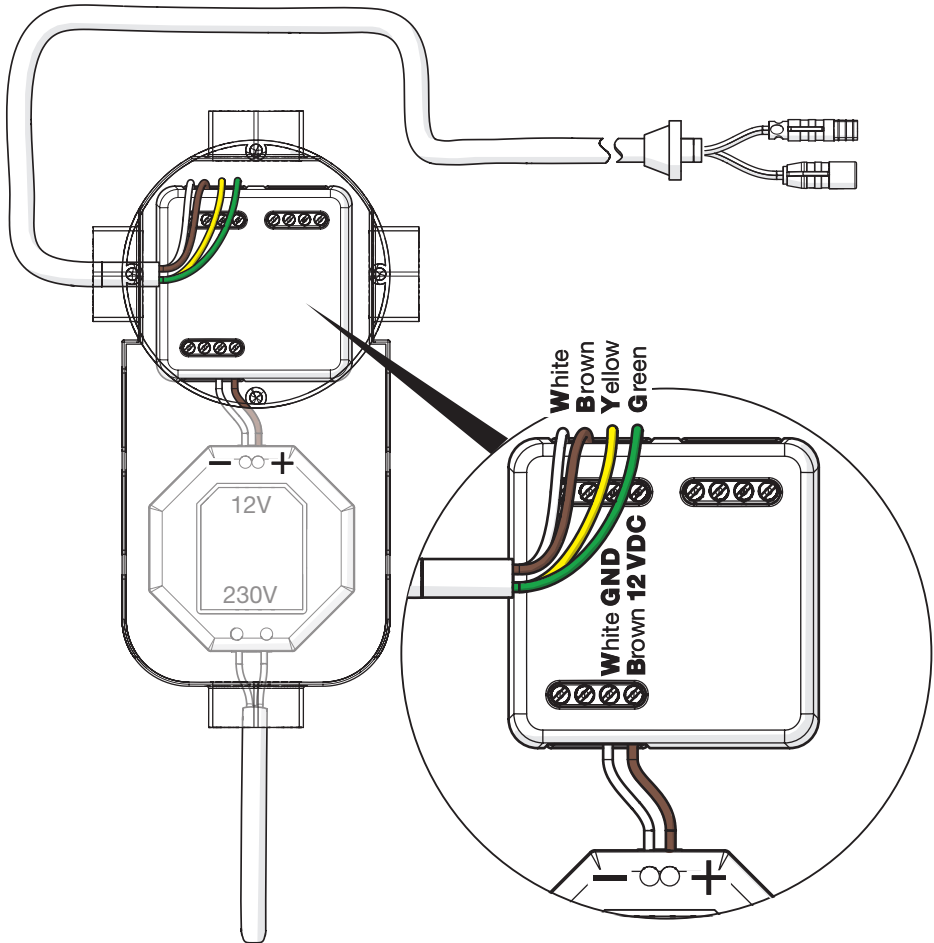 White
Brown
Yellow
Green
− +
12V
230V
White GND
Brown 12 VDC
− +